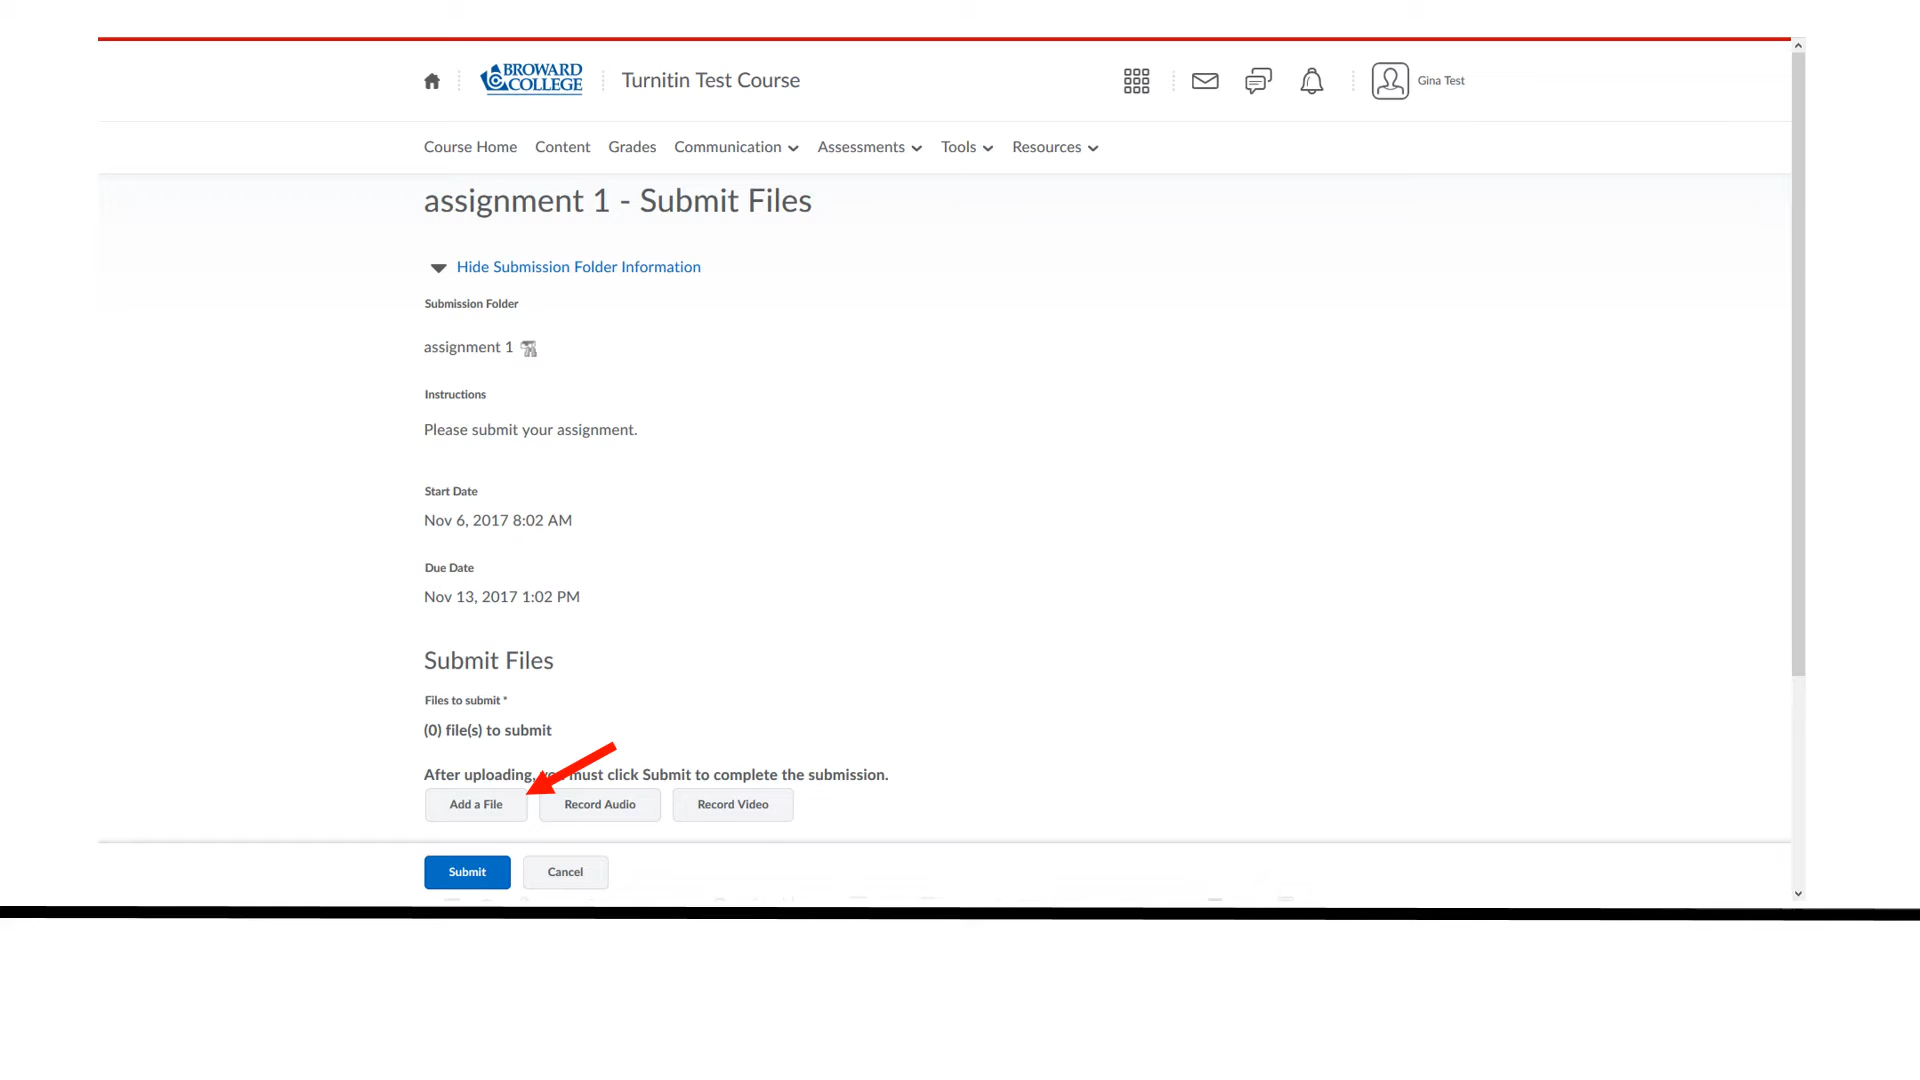 BROWARD
COLLEGE
Turnitin Test Course
Gina Test
Course Home Content Grades Communication Assessments Tools Resources
assignment 1 - Submit Files
Hide Submission Folder Information
Submission Folder
assignment 1
Instructions
Please submit your assignment.
Start Date
Nov 6, 2017 8:02 AM
Due Date
Nov 13, 2017 1:02 PM
Submit Files
Files to submit *
(0) file(s) to submit
After uploading, you must click Submit to complete the submission.
Add a File Record Audio Record Video
Submit Cancel